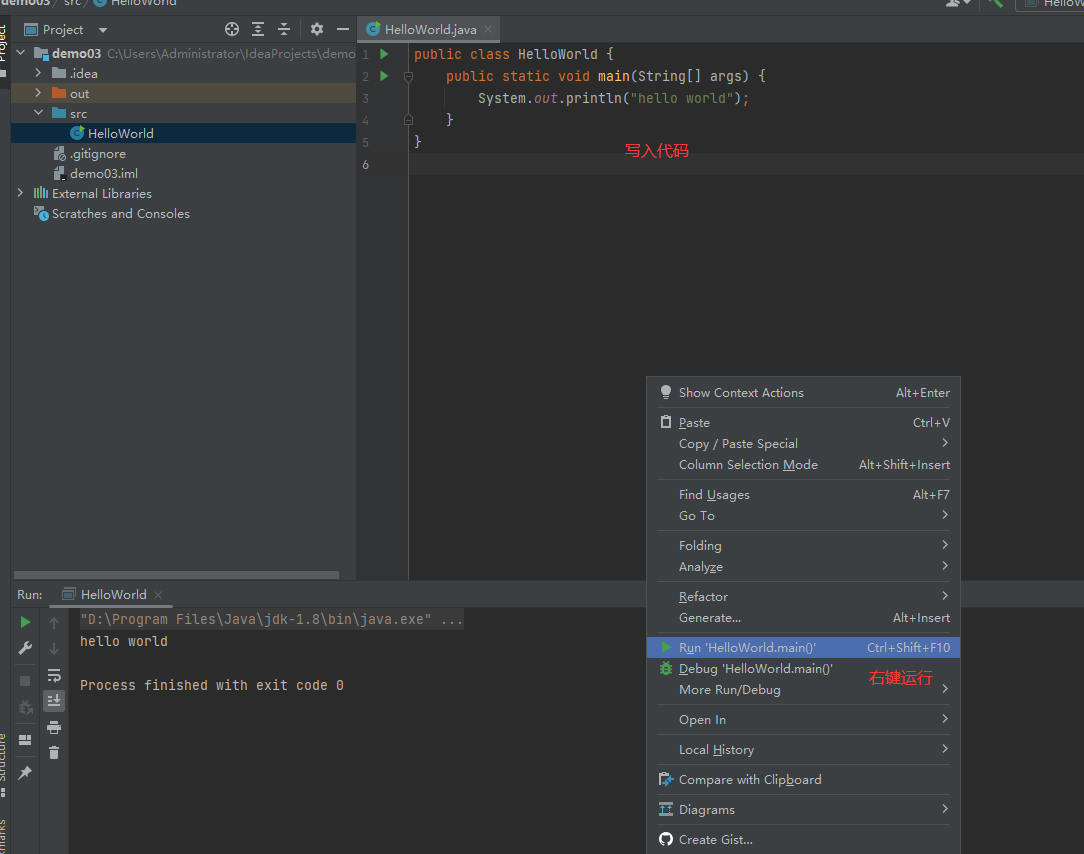 demo03 / src / HelloWorld
HelloW
Project
Project
HelloWorld.java
demo03 C:\Users\Administrator\IdeaProjects\demo
.idea
out
src
HelloWorld
.gitignore
demo03.iml
External Libraries
Scratches and Consoles
1 public class HelloWorld {
2 public static void main(String[] args) {
3 System.out.println("hello world");
4 }
5 }
6
写入代码
Show Context Actions Alt+Enter
Paste Ctrl+V
Copy / Paste Special
Column Selection Mode Alt+Shift+Insert
Find Usages Alt+F7
Go To
Folding
Analyze
Refactor
Generate... Alt+Insert
Run 'HelloWorld.main()' Ctrl+Shift+F10
Debug 'HelloWorld.main()'
右键运行
More Run/Debug
Open In
Local History
Compare with Clipboard
Diagrams
Create Gist...
Run: HelloWorld
"D:\Program Files\Java\jdk-1.8\bin\java.exe" ...
hello world
Process finished with exit code 0
Structure